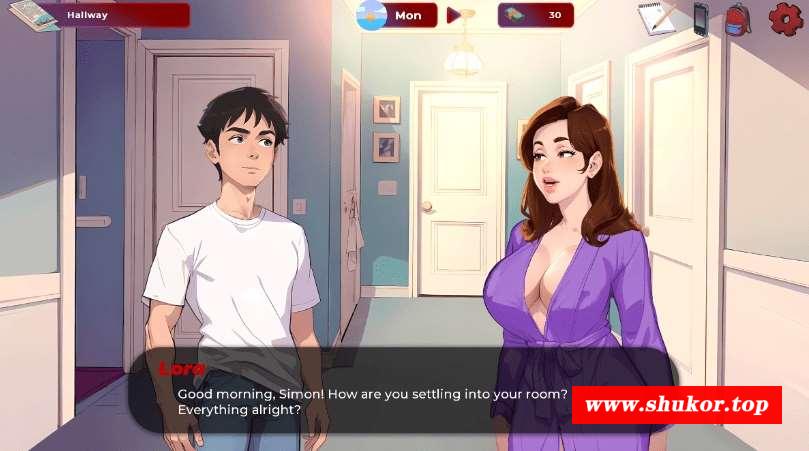 Hallway
Mon
30
Lora
Good morning, Simon! How are you settling into your room?
Everything alright?
www.shukor.top